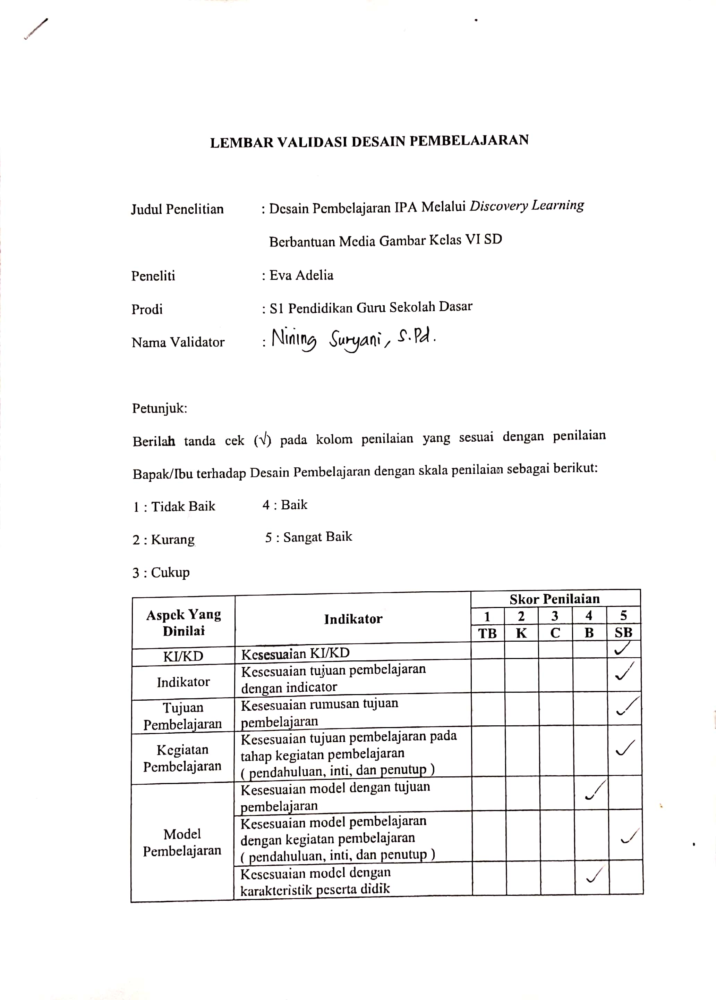 LEMBAR VALIDASI DESAIN PEMBELAJARAN
Judul Penelitian : Desain Pembelajaran IPA Melalui Discovery Learning
Berbantuan Media Gambar Kelas VI SD
Peneliti : Eva Adelia
Prodi : S1 Pendidikan Guru Sekolah Dasar
Nama Validator : Nining Suryani, S.Pd.
Petunjuk:
Berilah tanda cek (√) pada kolom penilaian yang sesuai dengan penilaian
Bapak/Ibu terhadap Desain Pembelajaran dengan skala penilaian sebagai berikut:
1 : Tidak Baik 4 : Baik
2 : Kurang 5 : Sangat Baik
3 : Cukup
Aspek Yang Dinilai Indikator Skor Penilaian
1 2 3 4 5
TB K C B SB
KI/KD Kesesuaian KI/KD ✓
Indikator Kesesuaian tujuan pembelajaran
dengan indicator ✓
Tujuan Kesesuaian rumusan tujuan
Pembelajaran pembelajaran ✓
Kegiatan Pembelajaran Kesesuaian tujuan pembelajaran pada
tahap kegiatan pembelajaran ✓
( pendahuluan, inti, dan penutup )
Model Pembelajaran Kesesuaian model dengan tujuan ✓
pembelajaran
Kesesuaian model pembelajaran
dengan kegiatan pembelajaran ✓
( pendahuluan, inti, dan penutup )
Kesesuaian model dengan ✓
karakteristik peserta didik